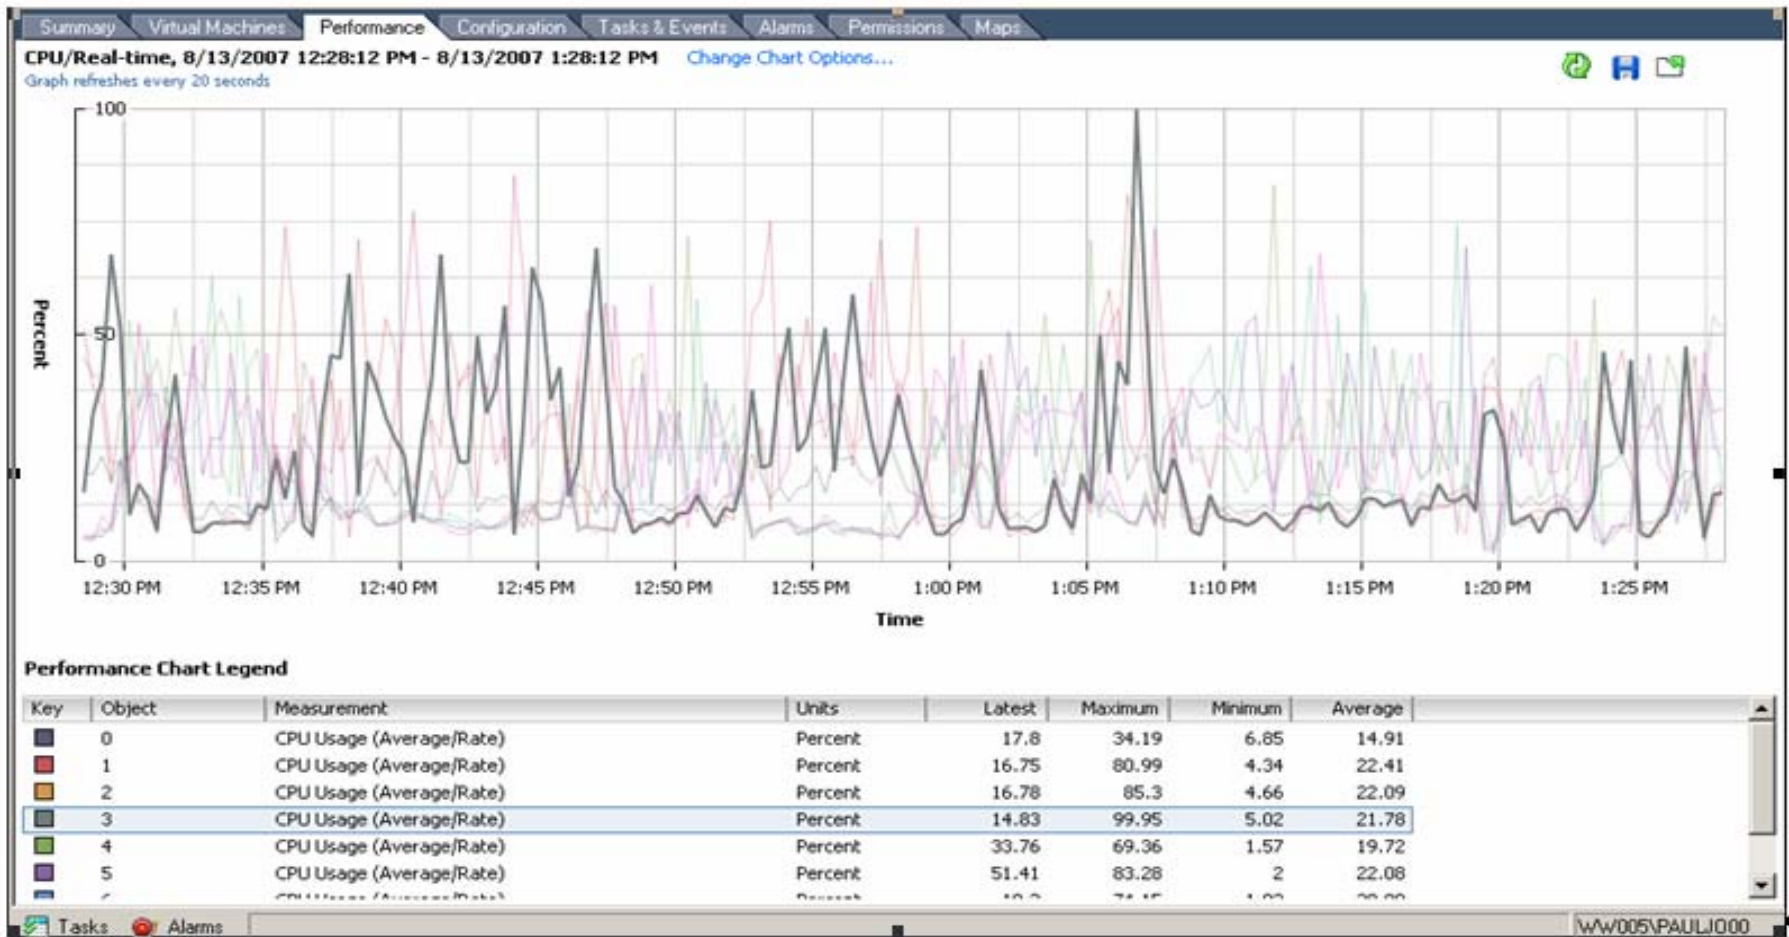 Summary Virtual Machines Performance Configuration Tasks & Events Alarms Permissions Maps
CPU/Real-time, 8/13/2007 12:28:12 PM - 8/13/2007 1:28:12 PM Change Chart Options...
Graph refreshes every 20 seconds
100
50
0
Percent
12:30 PM 12:35 PM 12:40 PM 12:45 PM 12:50 PM 12:55 PM 1:00 PM 1:05 PM 1:10 PM 1:15 PM 1:20 PM 1:25 PM
Time
Performance Chart Legend
Key Object Measurement Units Latest Maximum Minimum Average
0 CPU Usage (Average/Rate) Percent 17.8 34.19 6.85 14.91
1 CPU Usage (Average/Rate) Percent 16.75 80.99 4.34 22.41
2 CPU Usage (Average/Rate) Percent 16.78 85.3 4.66 22.09
3 CPU Usage (Average/Rate) Percent 14.83 99.95 5.02 21.78
4 CPU Usage (Average/Rate) Percent 33.76 69.36 1.57 19.72
5 CPU Usage (Average/Rate) Percent 51.41 83.28 2 22.08
Tasks Alarms WW005\PAULJO00